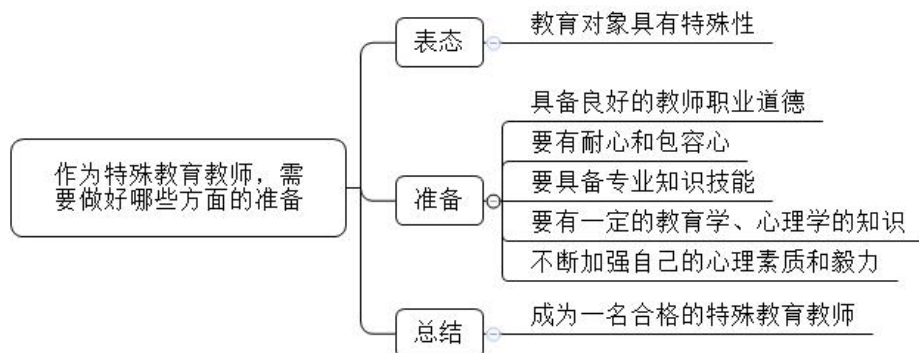 作为特殊教育教师，需
要做好哪些方面的准备
表态
教育对象具有特殊性
准备
具备良好的教师职业道德
要有耐心和包容心
要具备专业知识技能
要有一定的教育学、心理学的知识
不断加强自己的心理素质和毅力
总结
成为一名合格的特殊教育教师